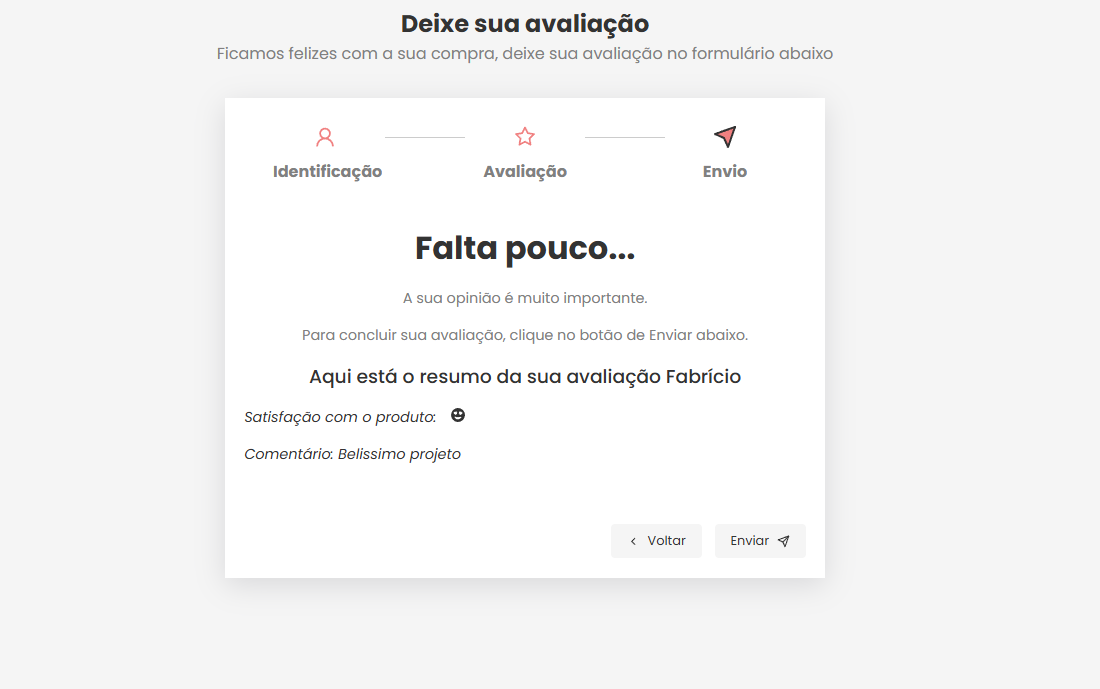 Deixe sua avaliação
Ficamos felizes com a sua compra, deixe sua avaliação no formulário abaixo
Identificação
Avaliação
Envio
Falta pouco...
A sua opinião é muito importante.
Para concluir sua avaliação, clique no botão de Enviar abaixo.
Aqui está o resumo da sua avaliação Fabrício
Satisfação com o produto:
Comentário: Belissimo projeto
Voltar
Enviar